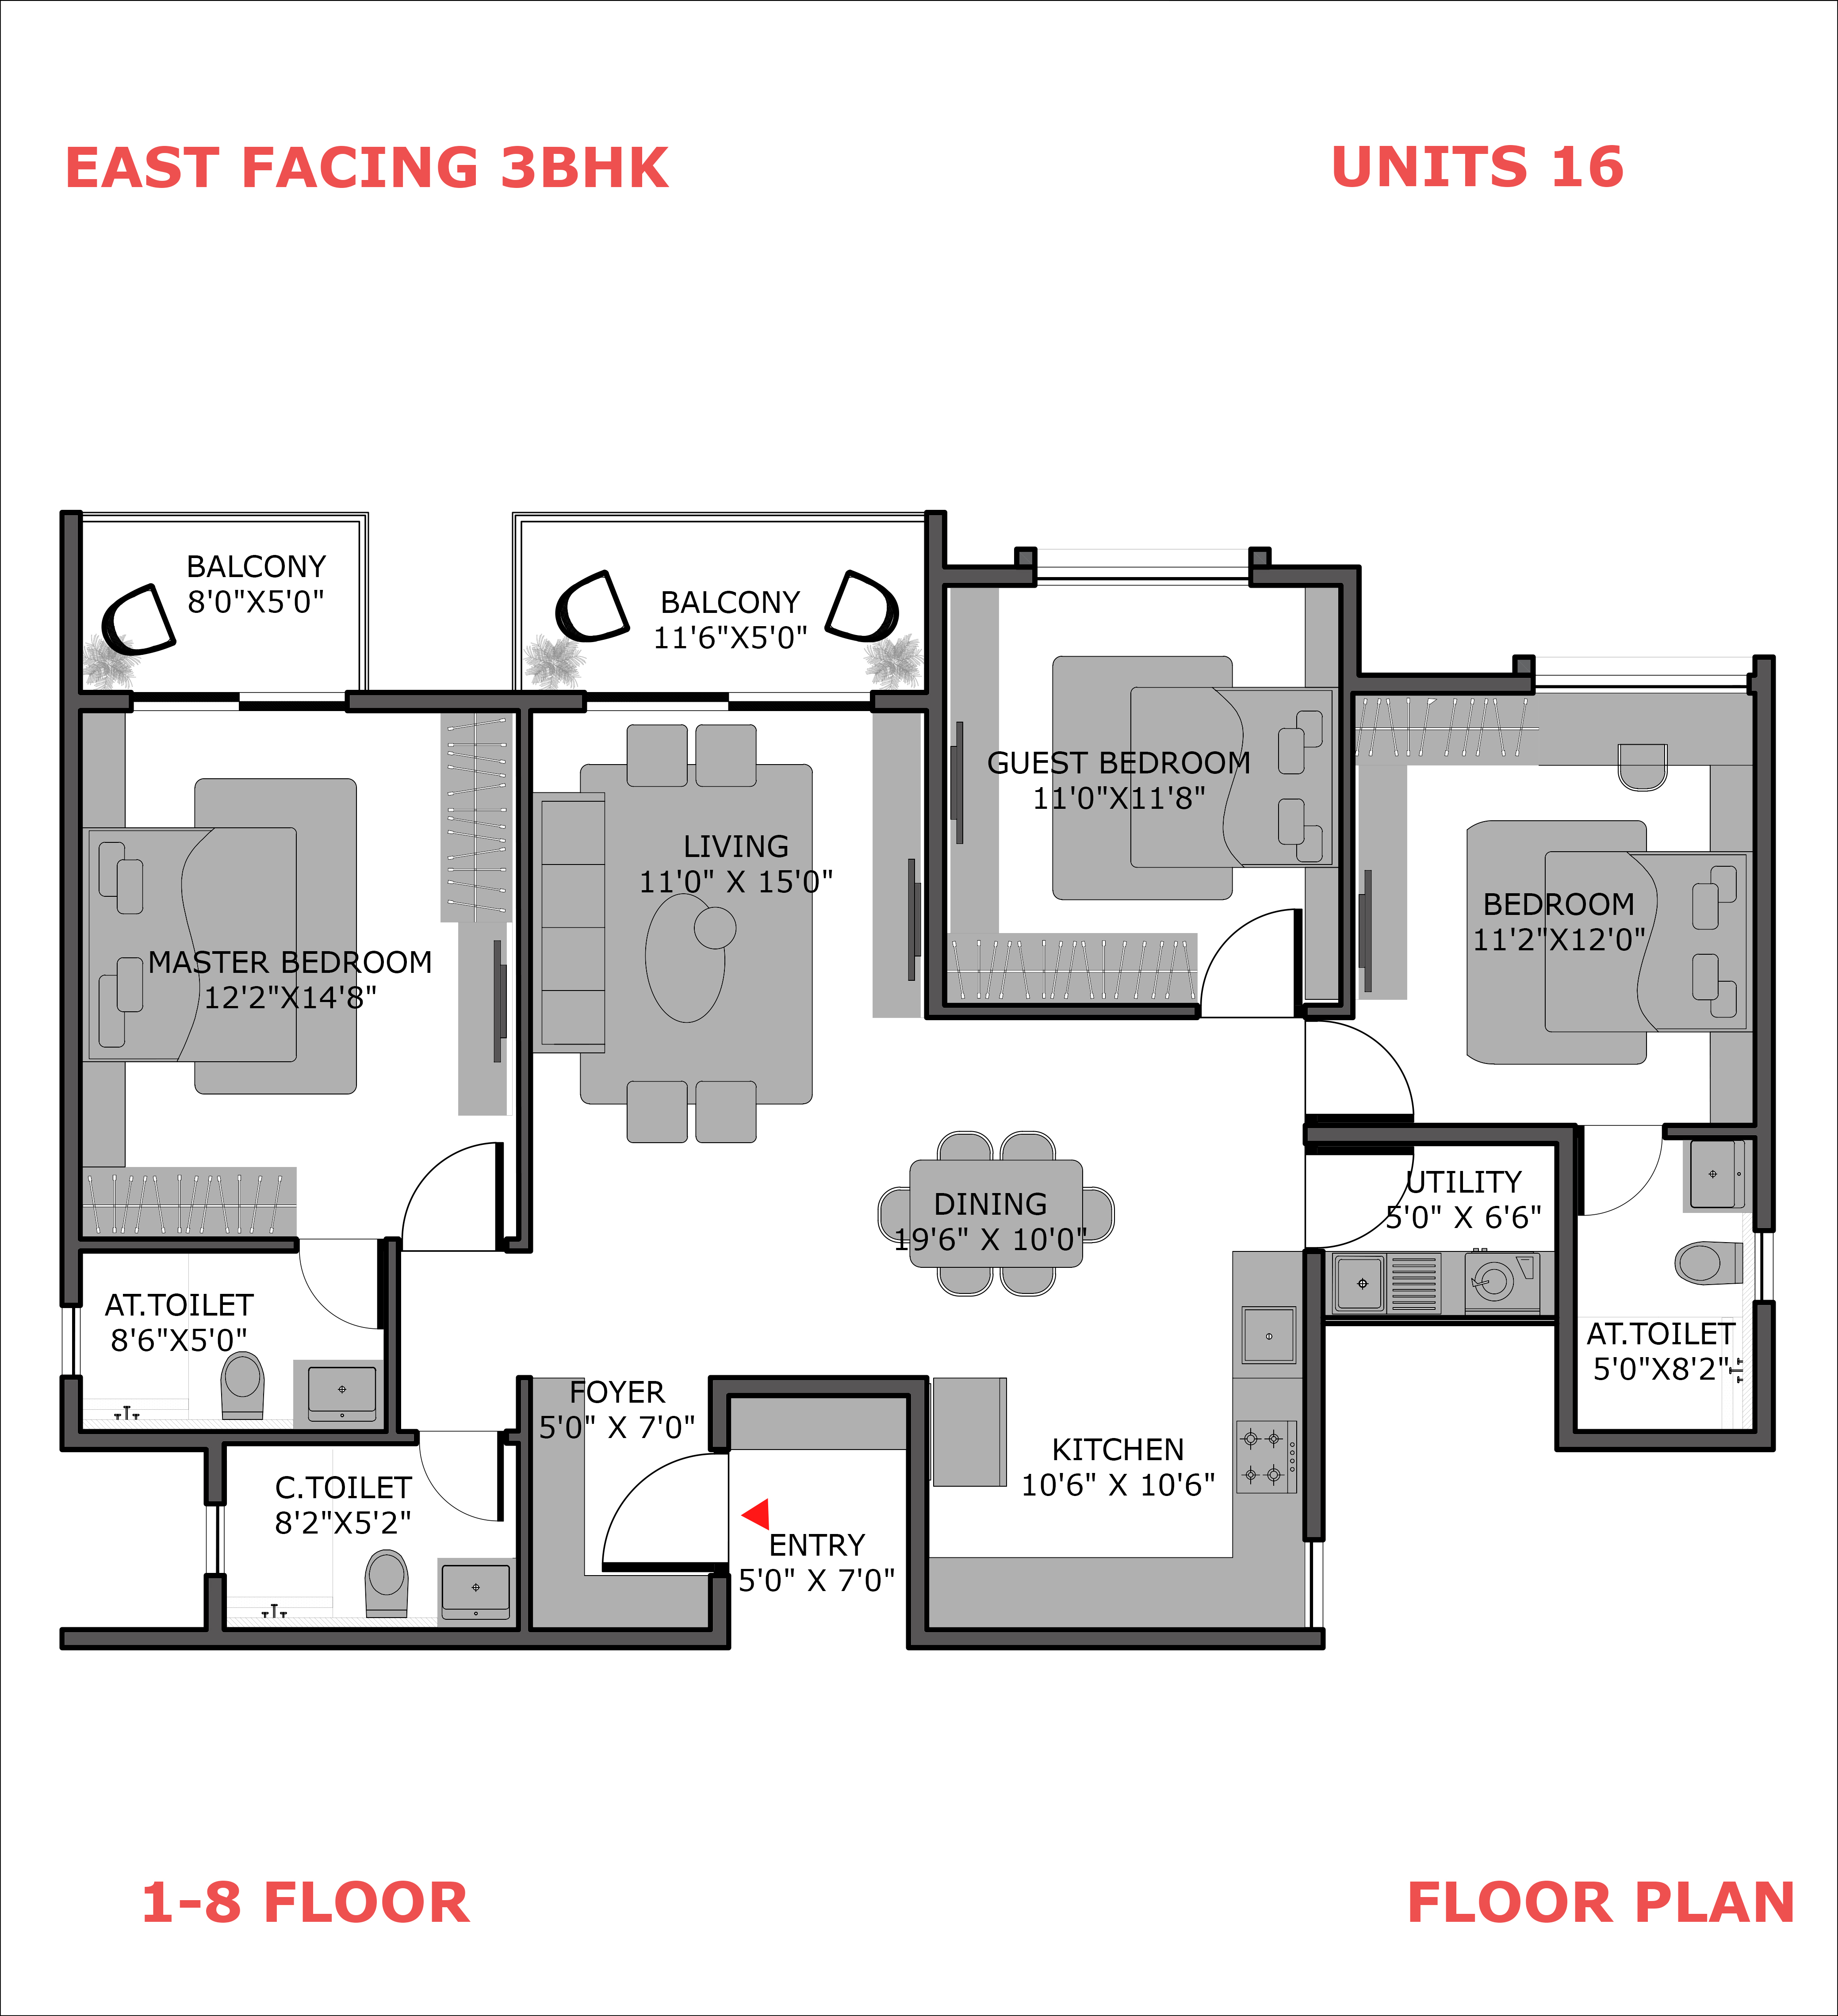 EAST FACING 3BHK
UNITS 16
BALCONY
8'0"X5'0"
BALCONY
11'6"X5'0"
GUEST BEDROOM
11'0"X11'8"
LIVING
11'0" X 15'0"
BEDROOM
11'2"X12'0"
MASTER BEDROOM
12'2"X14'8"
UTILITY
5'0" X 6'6"
DINING
19'6" X 10'0"
AT.TOILET
8'6"X5'0"
AT.TOILET
5'0"X8'2"
FOYER
5'0" X 7'0"
KITCHEN
10'6" X 10'6"
C.TOILET
8'2"X5'2"
ENTRY
5'0" X 7'0"
1-8 FLOOR
FLOOR PLAN